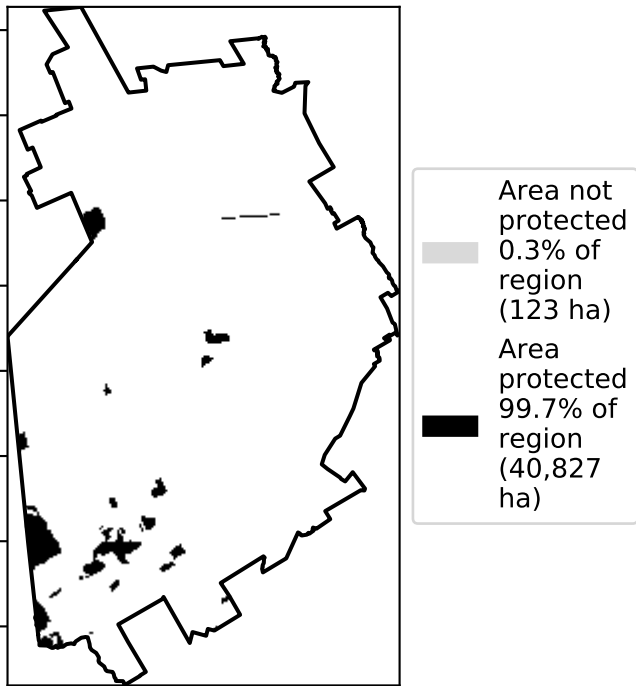 Area not
protected
0.3% of
region
(123 ha)
Area
protected
99.7% of
region
(40,827
ha)